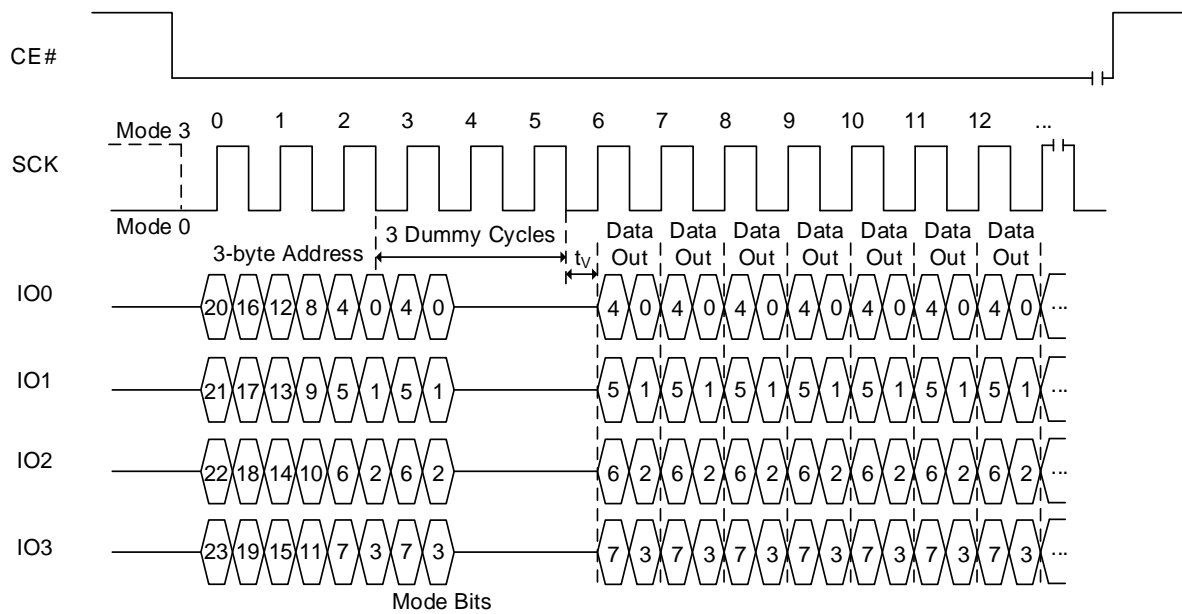 CE#
0 1 2 3 4 5 6 7 8 9 10 11 12 ...
Mode 3
SCK
Mode 0
3 Dummy Cycles
Data Out Data Out Data Out Data Out Data Out Data Out Data Out
3-byte Address
tV
IO0 20 16 12 8 4 0 4 0 4 0 4 0 4 0 4 0 4 0 4 0 4 0 ...
IO1 21 17 13 9 5 1 5 1 5 1 5 1 5 1 5 1 5 1 5 1 5 1 ...
IO2 22 18 14 10 6 2 6 2 6 2 6 2 6 2 6 2 6 2 6 2 6 2 ...
IO3 23 19 15 11 7 3 7 3 7 3 7 3 7 3 7 3 7 3 7 3 7 3 ...
Mode Bits